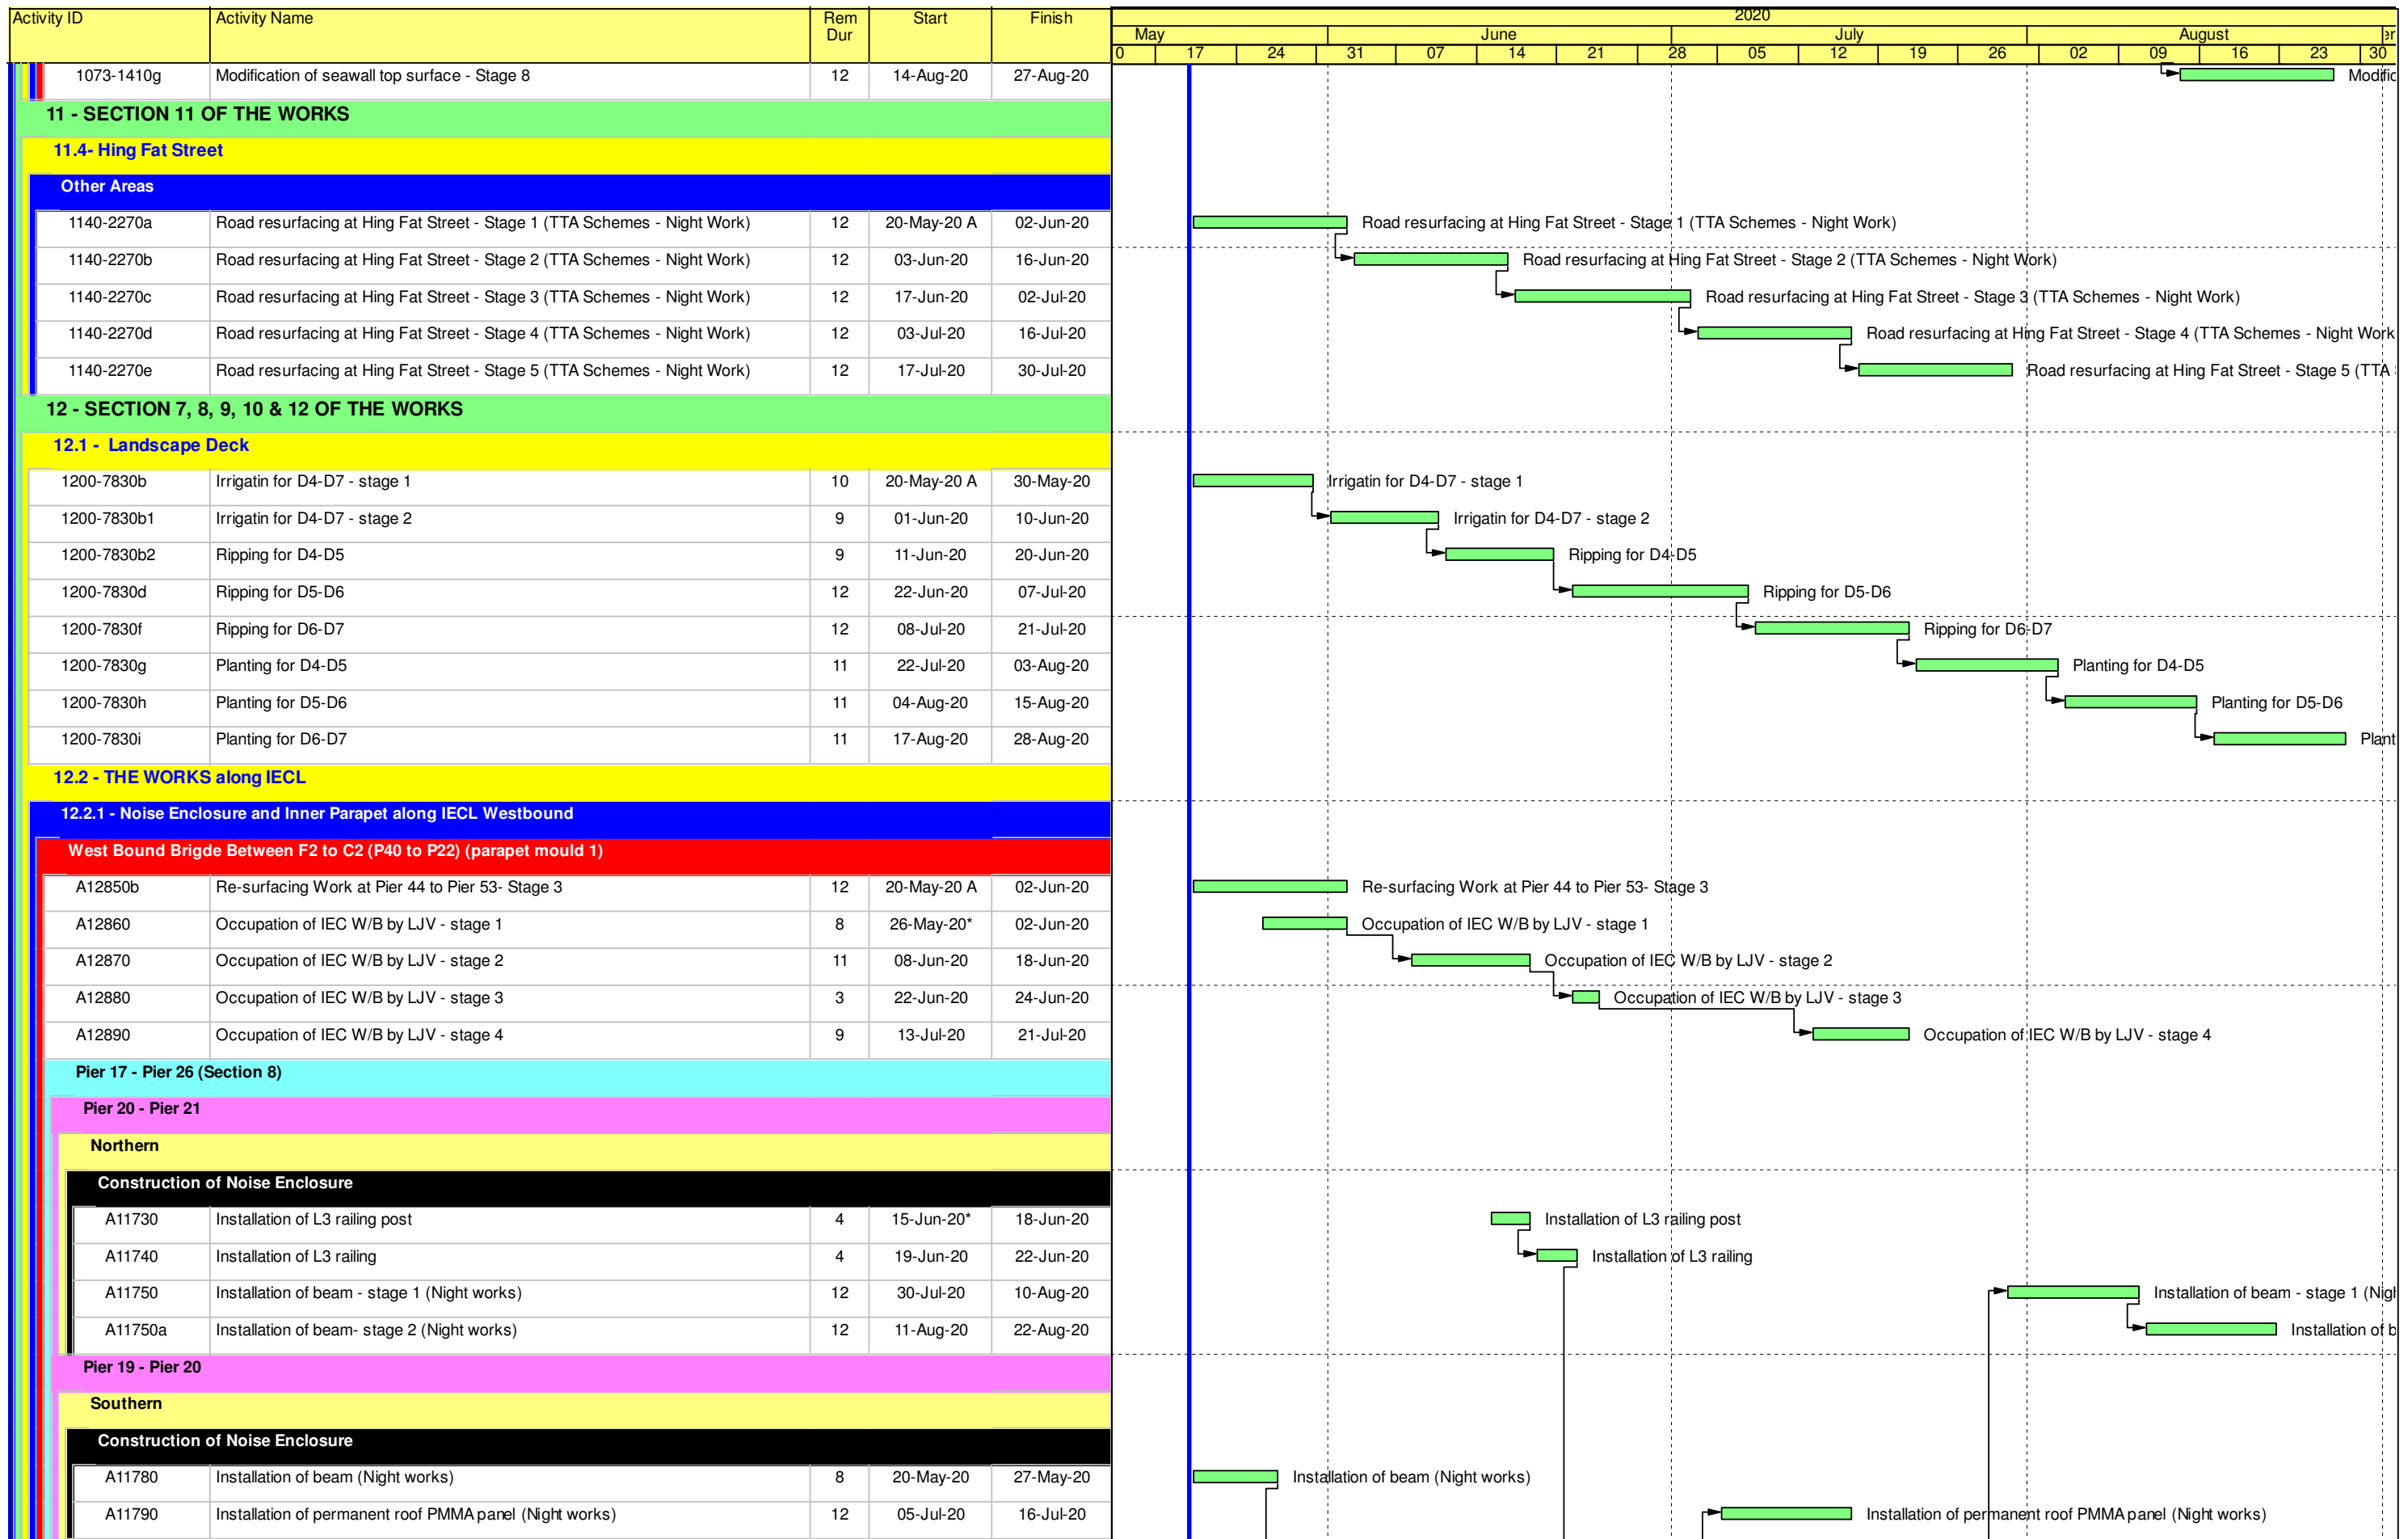 Activity ID Activity Name Rem Dur Start Finish 2020
May June July August
0 17 24 31 07 14 21 28 05 12 19 26 02 09 16 23 30
1073-1410g Modification of seawall top surface - Stage 8 12 14-Aug-20 27-Aug-20 Modific
11 - SECTION 11 OF THE WORKS
11.4- Hing Fat Street
Other Areas
1140-2270a Road resurfacing at Hing Fat Street - Stage 1 (TTA Schemes - Night Work) 12 20-May-20 A 02-Jun-20 Road resurfacing at Hing Fat Street - Stage 1 (TTA Schemes - Night Work)
1140-2270b Road resurfacing at Hing Fat Street - Stage 2 (TTA Schemes - Night Work) 12 03-Jun-20 16-Jun-20 Road resurfacing at Hing Fat Street - Stage 2 (TTA Schemes - Night Work)
1140-2270c Road resurfacing at Hing Fat Street - Stage 3 (TTA Schemes - Night Work) 12 17-Jun-20 02-Jul-20 Road resurfacing at Hing Fat Street - Stage 3 (TTA Schemes - Night Work)
1140-2270d Road resurfacing at Hing Fat Street - Stage 4 (TTA Schemes - Night Work) 12 03-Jul-20 16-Jul-20 Road resurfacing at Hing Fat Street - Stage 4 (TTA Schemes - Night Work
1140-2270e Road resurfacing at Hing Fat Street - Stage 5 (TTA Schemes - Night Work) 12 17-Jul-20 30-Jul-20 Road resurfacing at Hing Fat Street - Stage 5 (TTA
12 - SECTION 7, 8, 9, 10 & 12 OF THE WORKS
12.1 - Landscape Deck
1200-7830b Irrigatin for D4-D7 - stage 1 10 20-May-20 A 30-May-20 Irrigatin for D4-D7 - stage 1
1200-7830b1 Irrigatin for D4-D7 - stage 2 9 01-Jun-20 10-Jun-20 Irrigatin for D4-D7 - stage 2
1200-7830b2 Ripping for D4-D5 9 11-Jun-20 20-Jun-20 Ripping for D4-D5
1200-7830d Ripping for D5-D6 12 22-Jun-20 07-Jul-20 Ripping for D5-D6
1200-7830f Ripping for D6-D7 12 08-Jul-20 21-Jul-20 Ripping for D6-D7
1200-7830g Planting for D4-D5 11 22-Jul-20 03-Aug-20 Planting for D4-D5
1200-7830h Planting for D5-D6 11 04-Aug-20 15-Aug-20 Planting for D5-D6
1200-7830i Planting for D6-D7 11 17-Aug-20 28-Aug-20 Plant
12.2 - THE WORKS along IECL
12.2.1 - Noise Enclosure and Inner Parapet along IECL Westbound
West Bound Brigde Between F2 to C2 (P40 to P22) (parapet mould 1)
A12850b Re-surfacing Work at Pier 44 to Pier 53- Stage 3 12 20-May-20 A 02-Jun-20 Re-surfacing Work at Pier 44 to Pier 53- Stage 3
A12860 Occupation of IEC W/B by LJV - stage 1 8 26-May-20* 02-Jun-20 Occupation of IEC W/B by LJV - stage 1
A12870 Occupation of IEC W/B by LJV - stage 2 11 08-Jun-20 18-Jun-20 Occupation of IEC W/B by LJV - stage 2
A12880 Occupation of IEC W/B by LJV - stage 3 3 22-Jun-20 24-Jun-20 Occupation of IEC W/B by LJV - stage 3
A12890 Occupation of IEC W/B by LJV - stage 4 9 13-Jul-20 21-Jul-20 Occupation of IEC W/B by LJV - stage 4
Pier 17 - Pier 26 (Section 8)
Pier 20 - Pier 21
Northern
Construction of Noise Enclosure
A11730 Installation of L3 railing post 4 15-Jun-20* 18-Jun-20 Installation of L3 railing post
A11740 Installation of L3 railing 4 19-Jun-20 22-Jun-20 Installation of L3 railing
A11750 Installation of beam - stage 1 (Night works) 12 30-Jul-20 10-Aug-20 Installation of beam - stage 1 (Nigh
A11750a Installation of beam- stage 2 (Night works) 12 11-Aug-20 22-Aug-20 Installation of b
Pier 19 - Pier 20
Southern
Construction of Noise Enclosure
A11780 Installation of beam (Night works) 8 20-May-20 27-May-20 Installation of beam (Night works)
A11790 Installation of permanent roof PMMA panel (Night works) 12 05-Jul-20 16-Jul-20 Installation of permanent roof PMMA panel (Night works)